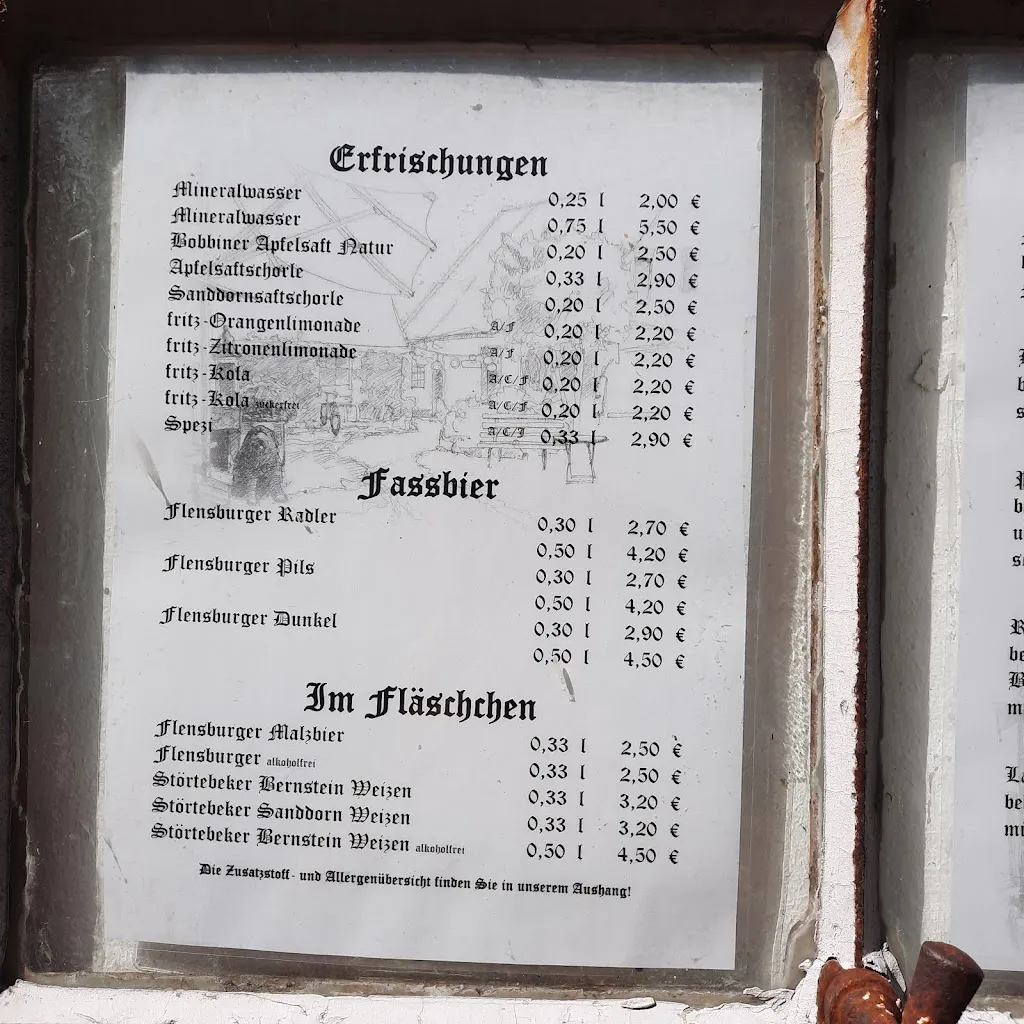 Erfrischungen
Mineralwasser 0,25 l 2,00 €
Mineralwasser 0,75 l 5,50 €
Bobbiner Apfelsaft Natur 0,20 l 2,50 €
Apfelsaftschorle 0,33 l 2,90 €
Sanddornsaftschorle 0,20 l 2,50 €
fritz-Orangenlimonade A/F 0,20 l 2,20 €
fritz-Zitronenlimonade A/F 0,20 l 2,20 €
fritz-Kola A/C/F 0,20 l 2,20 €
fritz-Kola zuckerfrei A/C/F 0,20 l 2,20 €
Spezi A/C/J 0,33 l 2,90 €
Fassbier
Flensburger Radler 0,30 l 2,70 €
0,50 l 4,20 €
Flensburger Pils 0,30 l 2,70 €
0,50 l 4,20 €
Flensburger Dunkel 0,30 l 2,90 €
0,50 l 4,50 €
Im Fläschchen
Flensburger Malzbier 0,33 l 2,50 €
Flensburger alkoholfrei 0,33 l 2,50 €
Störtebeker Bernstein Weizen 0,33 l 3,20 €
Störtebeker Sanddorn Weizen 0,33 l 3,20 €
Störtebeker Bernstein Weizen alkoholfrei 0,50 l 4,50 €
Die Zusatzstoff- und Allergenübersicht finden Sie in unserem Aushang!